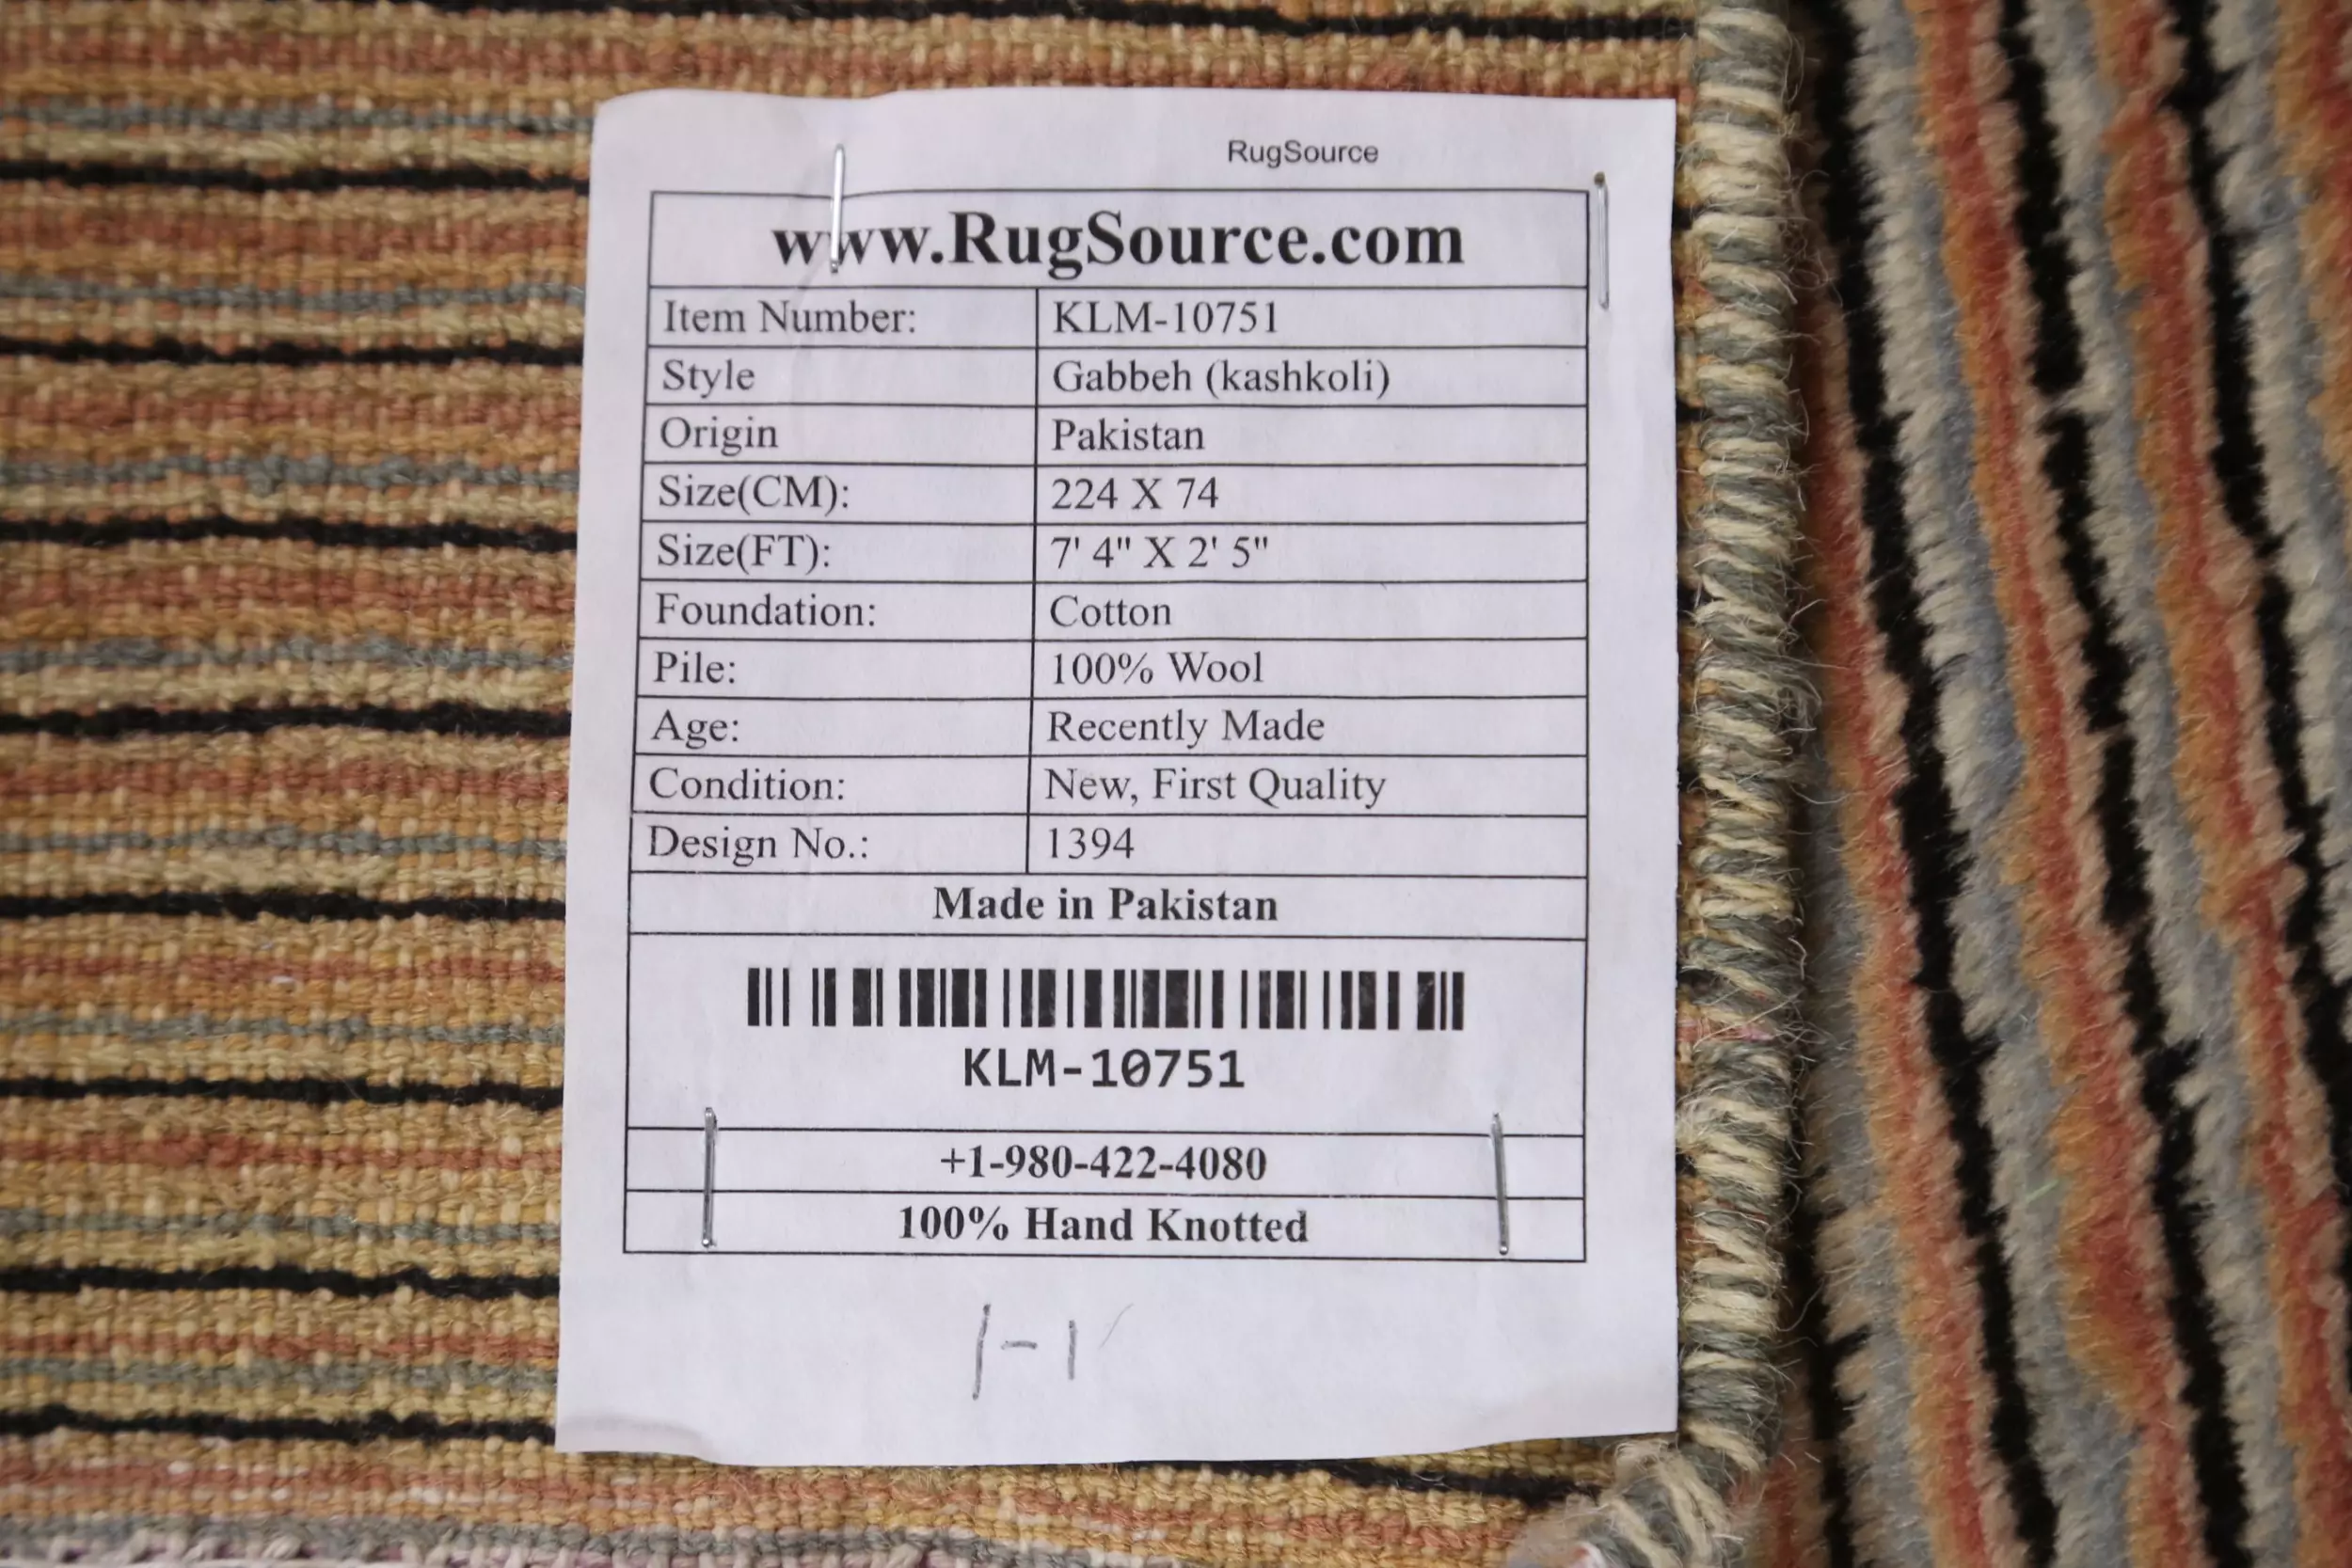 RugSource
www.RugSource.com
Item Number: KLM-10751
Style Gabbeh (kashkoli)
Origin Pakistan
Size(CM): 224 X 74
Size(FT): 7' 4" X 2' 5"
Foundation: Cotton
Pile: 100% Wool
Age: Recently Made
Condition: New, First Quality
Design No.: 1394
Made in Pakistan
KLM-10751
+1-980-422-4080
100% Hand Knotted
1-1